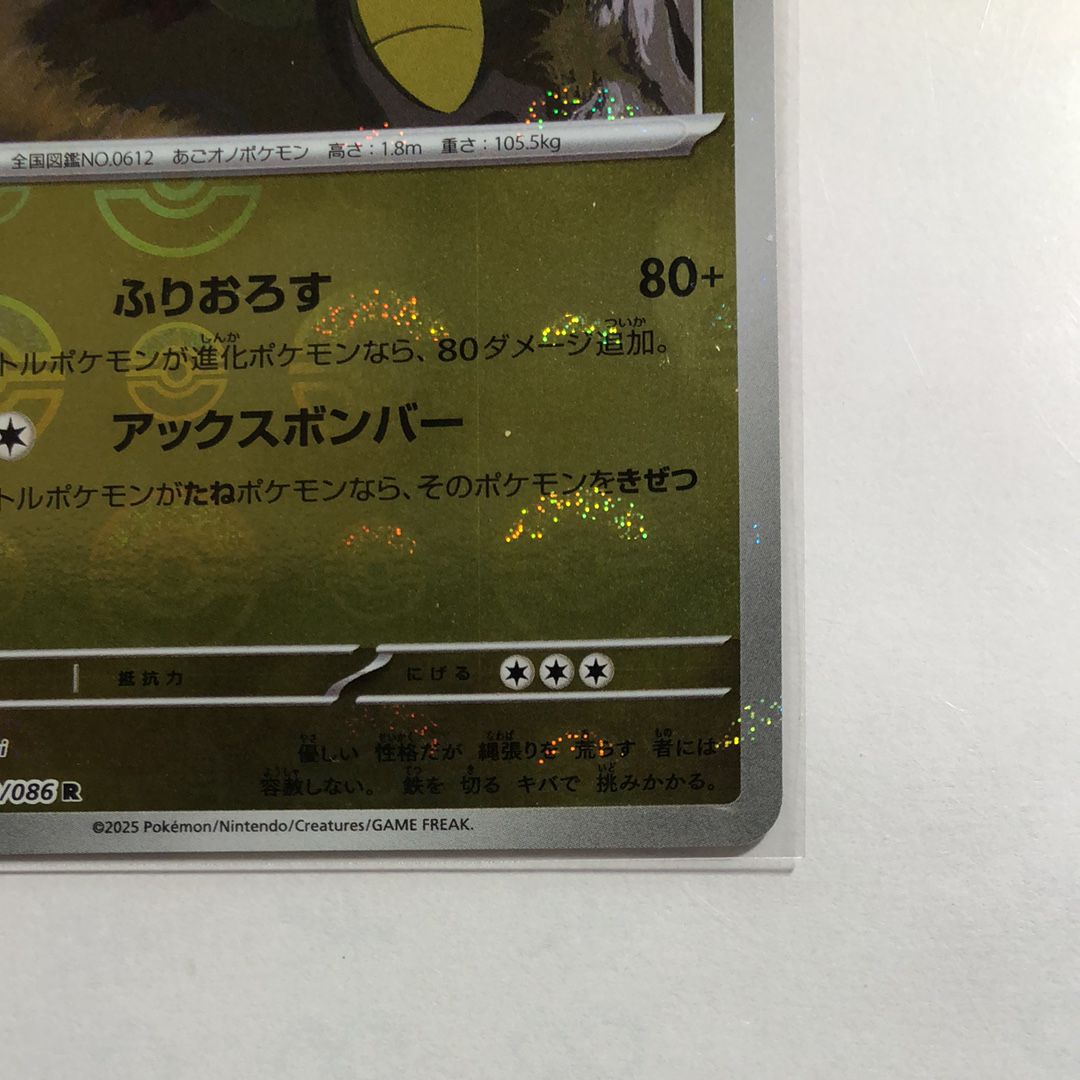 全国図鑑NO.0612 あごオノポケモン 高さ：1.8m 重さ：105.5kg
ふりおろす 80+
トルポケモンが進化ポケモンなら、80ダメージ追加。
アックスボンバー
トルポケモンがたねポケモンなら、そのポケモンをきぜつ
抵抗力 にげる
優しい 性格だが 縄張りを 荒らす 者には
i
容赦しない。 鉄を 切る キバで 挑みかかる。
/086 R
©2025 Pokémon/Nintendo/Creatures/GAME FREAK.